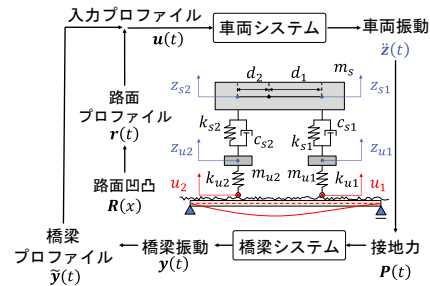 入力プロファイル
u(t)
車両システム
車両振動
z̈(t)
路面
プロファイル
r(t)
路面凹凸
R(x)
d₂ d₁
mₛ
zₛ₂ zₛ₁
kₛ₂ cₛ₂ kₛ₁ cₛ₁
zᵤ₂ zᵤ₁
u₂ kᵤ₂ mᵤ₂ mᵤ₁ kᵤ₁ u₁
橋梁
プロファイル
ỹ(t)
橋梁振動
y(t)
橋梁システム
接地力
P(t)